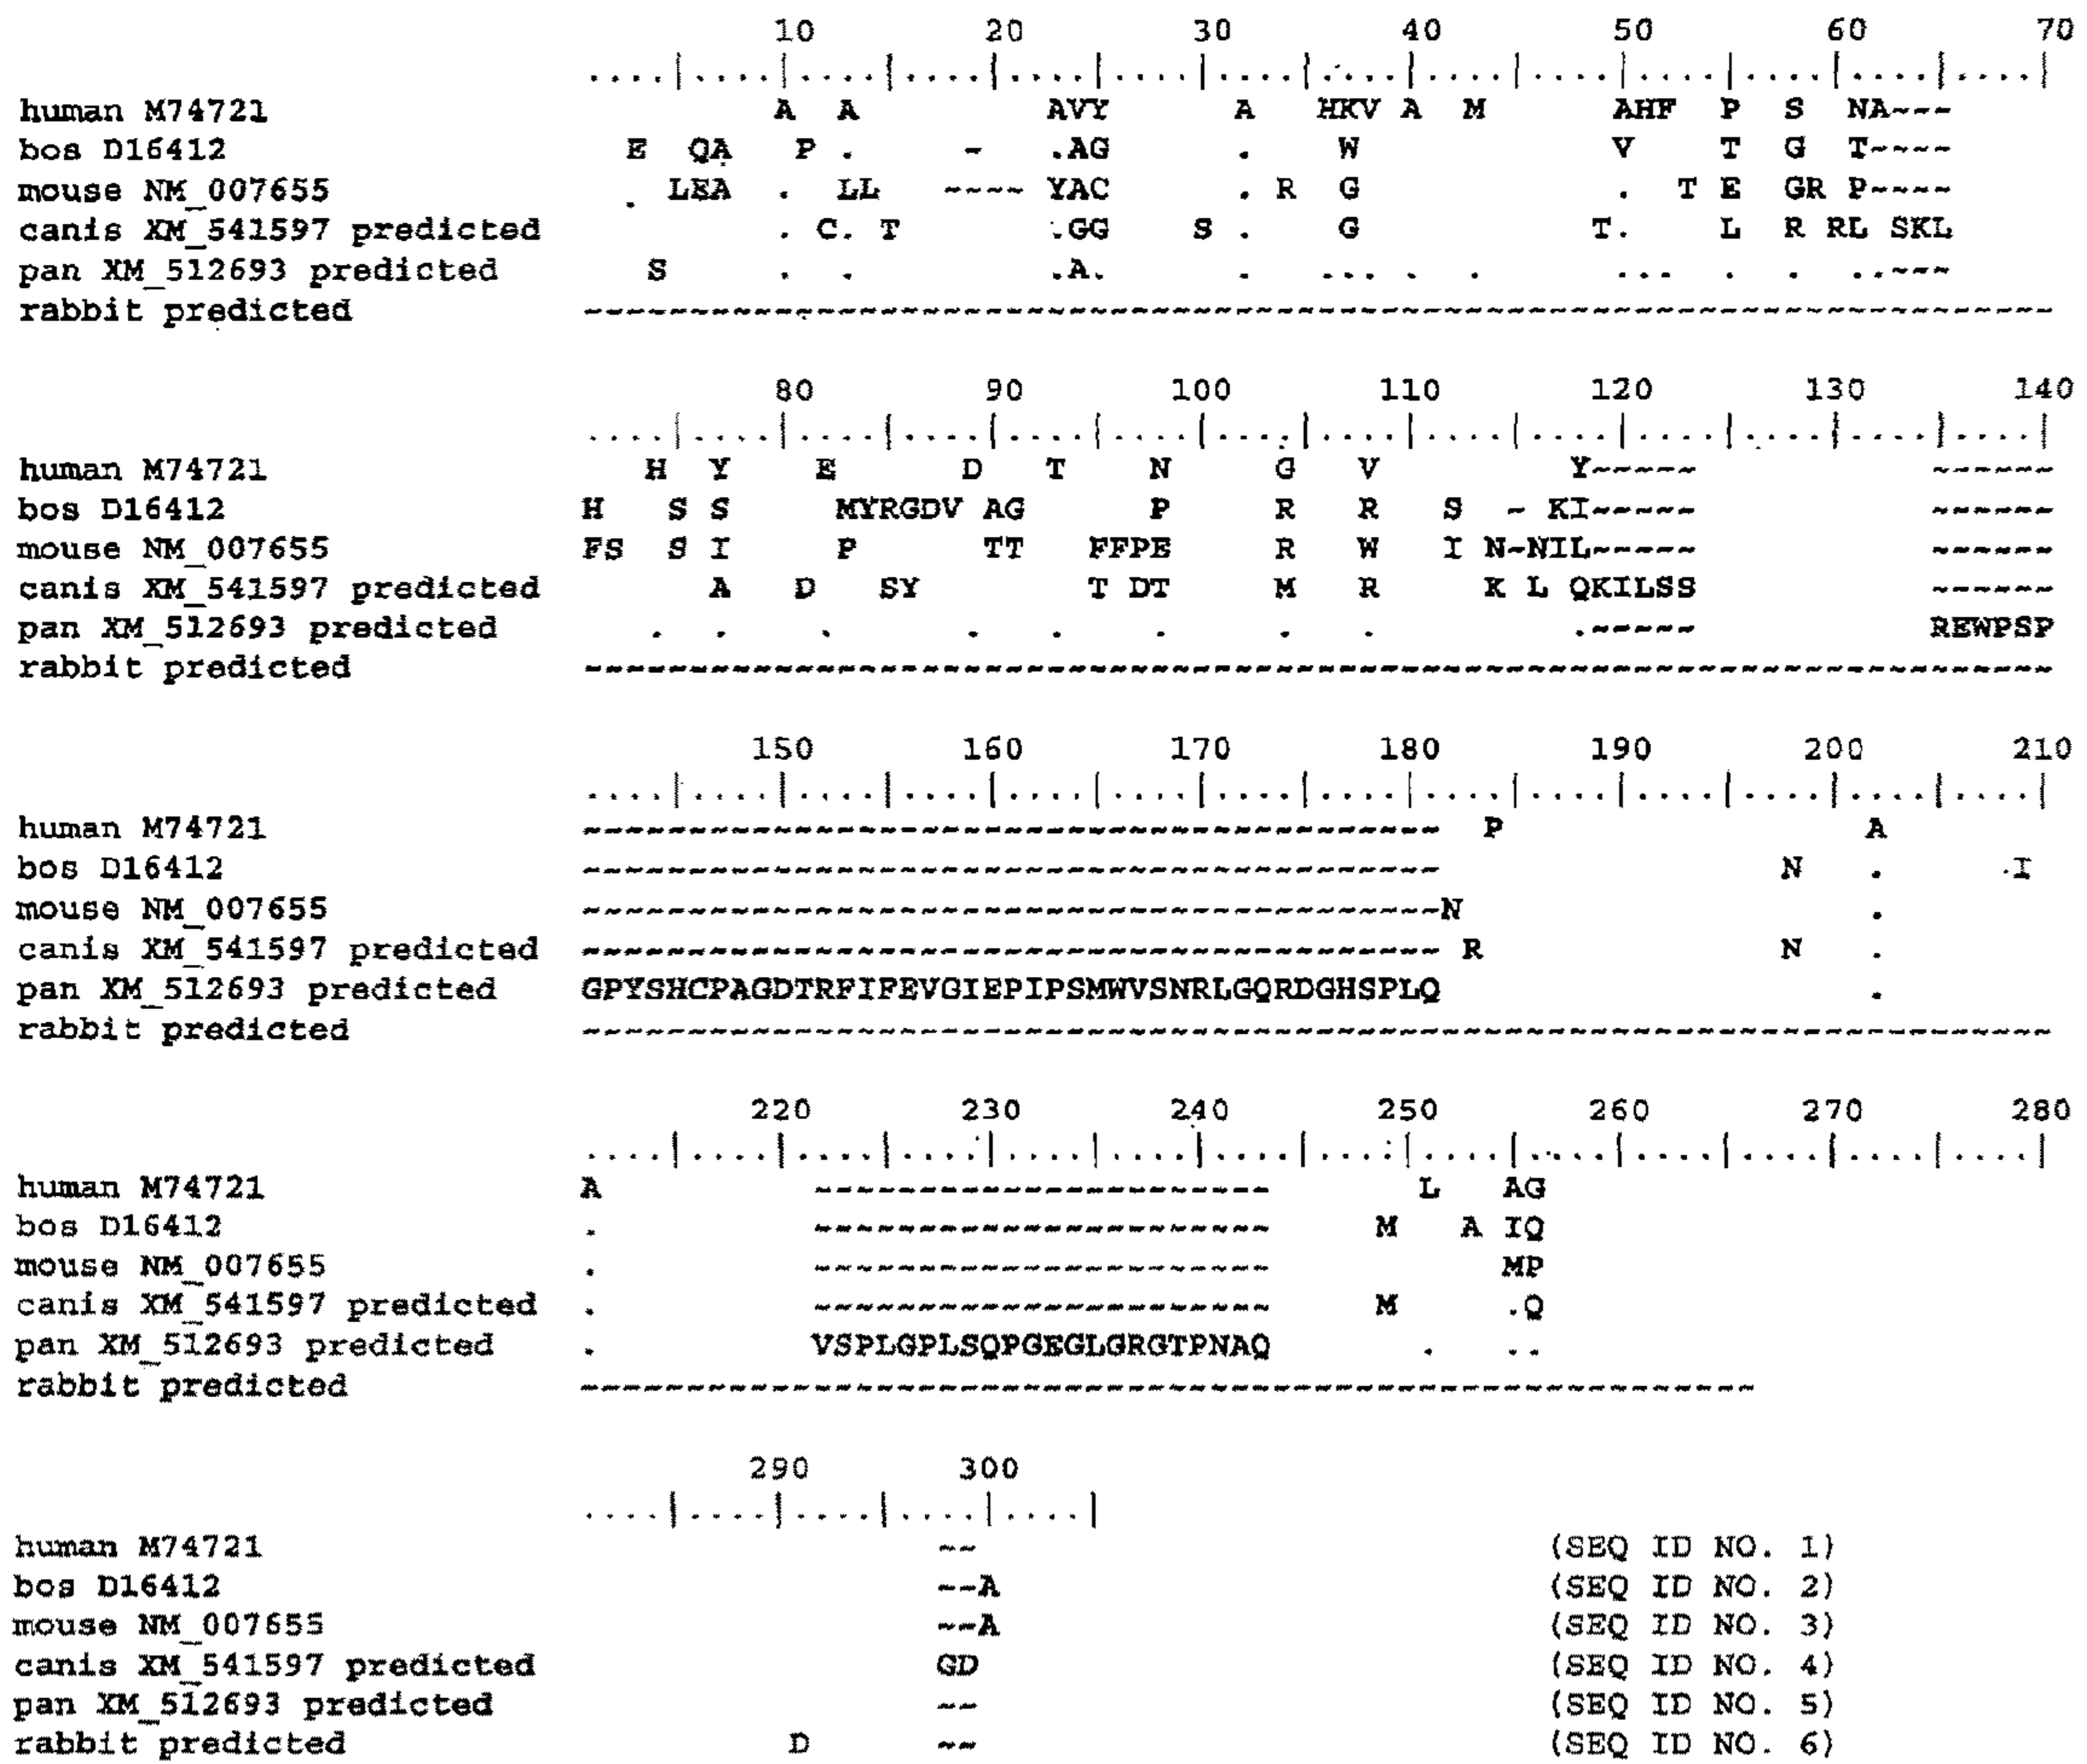 10 20 30 40 50 60 70
....|....|....|....|....|....|....|....|....|....|....|....|....|....|
human M74721 A A AVY A HKV A M AHF P S NA~~~
bos D16412 E QA P . ~ .AG . W V T G T~~~~
mouse NM_007655 . LEA . LL ~~~~ YAC . R G . T E GR P~~~~
canis XM_541597 predicted . C. T .GG S . G T. L R RL SKL
pan XM_512693 predicted S . . .A. . ... . . ... . . ..~~~
rabbit predicted ~~~~~~~~~~~~~~~~~~~~~~~~~~~~~~~~~~~~~~~~~~~~~~~~~~~~~~~~~~~~~~~~~~~~~~
80 90 100 110 120 130 140
....|....|....|....|....|....|....|....|....|....|....|....|....|....|
human M74721 H Y E D T N G V Y~~~~~ ~~~~~~
bos D16412 H S S MYRGDV AG P R R S ~ KI~~~~~ ~~~~~~
mouse NM_007655 FS S I P TT FFPE R W I N~NIL~~~~~ ~~~~~~
canis XM_541597 predicted A D SY T DT M R K L QKILSS ~~~~~~
pan XM_512693 predicted . . . . . . . . .~~~~~ REWPSP
rabbit predicted ~~~~~~~~~~~~~~~~~~~~~~~~~~~~~~~~~~~~~~~~~~~~~~~~~~~~~~~~~~~~~~~~~~~~~~
150 160 170 180 190 200 210
....|....|....|....|....|....|....|....|....|....|....|....|....|....|
human M74721 ~~~~~~~~~~~~~~~~~~~~~~~~~~~~~~~~~~~~~~~~~ P A
bos D16412 ~~~~~~~~~~~~~~~~~~~~~~~~~~~~~~~~~~~~~~~~~ N . I
mouse NM_007655 ~~~~~~~~~~~~~~~~~~~~~~~~~~~~~~~~~~~~~~~~~N .
canis XM_541597 predicted ~~~~~~~~~~~~~~~~~~~~~~~~~~~~~~~~~~~~~~~~~ R N .
pan XM_512693 predicted GPYSHCPAGDTRFIFEVGIEPIPSMWVSNRLGQRDGHSPLQ .
rabbit predicted ~~~~~~~~~~~~~~~~~~~~~~~~~~~~~~~~~~~~~~~~~~~~~~~~~~~~~~~~~~~~~~~~~~~~~~
220 230 240 250 260 270 280
....|....|....|....|....|....|....|....|....|....|....|....|....|....|
human M74721 A ~~~~~~~~~~~~~~~~~~~~~~ L AG
bos D16412 . ~~~~~~~~~~~~~~~~~~~~~~ M A IQ
mouse NM_007655 . ~~~~~~~~~~~~~~~~~~~~~~ MP
canis XM_541597 predicted . ~~~~~~~~~~~~~~~~~~~~~~ M .Q
pan XM_512693 predicted . VSPLGPLSQPGEGLGRGTPNAQ . ..
rabbit predicted ~~~~~~~~~~~~~~~~~~~~~~~~~~~~~~~~~~~~~~~~~~~~~~~~~~~~~~~~
290 300
....|....|....|....|....|
human M74721 ~~ (SEQ ID NO. 1)
bos D16412 ~~A (SEQ ID NO. 2)
mouse NM_007655 ~~A (SEQ ID NO. 3)
canis XM_541597 predicted GD (SEQ ID NO. 4)
pan XM_512693 predicted ~~ (SEQ ID NO. 5)
rabbit predicted D ~~ (SEQ ID NO. 6)